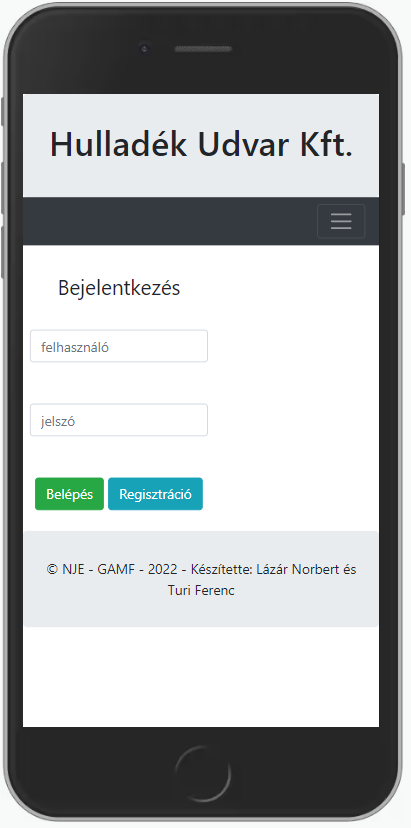 Hulladék Udvar Kft.
Bejelentkezés
felhasználó
jelszó
Belépés Regisztráció
© NJE - GAMF - 2022 - Készítette: Lázár Norbert és
Turi Ferenc